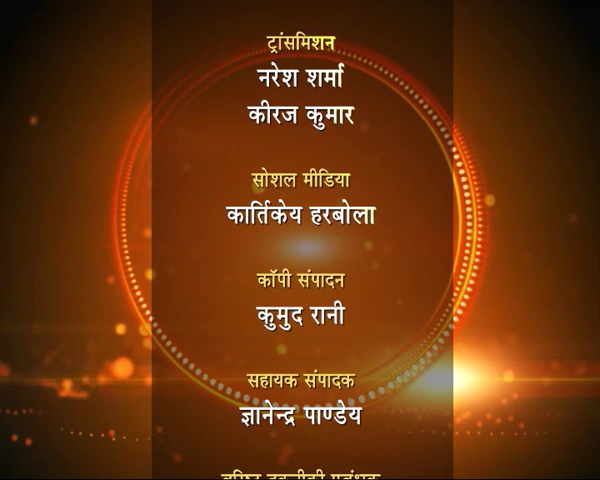 ट्रांसमिशन
नरेश शर्मा
कीरज कुमार
सोशल मीडिया
कार्तिकेय हरबोला
कॉपी संपादन
कुमुद रानी
सहायक संपादक
ज्ञानेन्द्र पाण्डेय